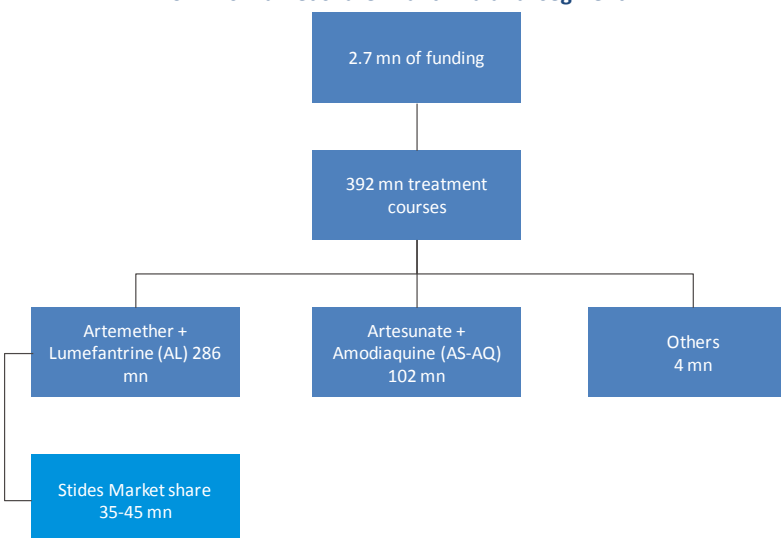 2.7 mn of funding
392 mn treatment
courses
Artemether +
Lumefantrine (AL) 286
mn
Artesunate +
Amodiaquine (AS-AQ)
102 mn
Others
4 mn
Stides Market share
35-45 mn